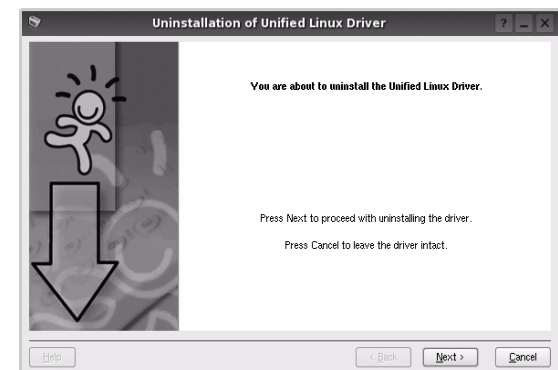 Uninstallation of Unified Linux Driver
? – X
You are about to uninstall the Unified Linux Driver.
Press Next to proceed with uninstalling the driver.
Press Cancel to leave the driver intact.
Help
< Back
Next >
Cancel